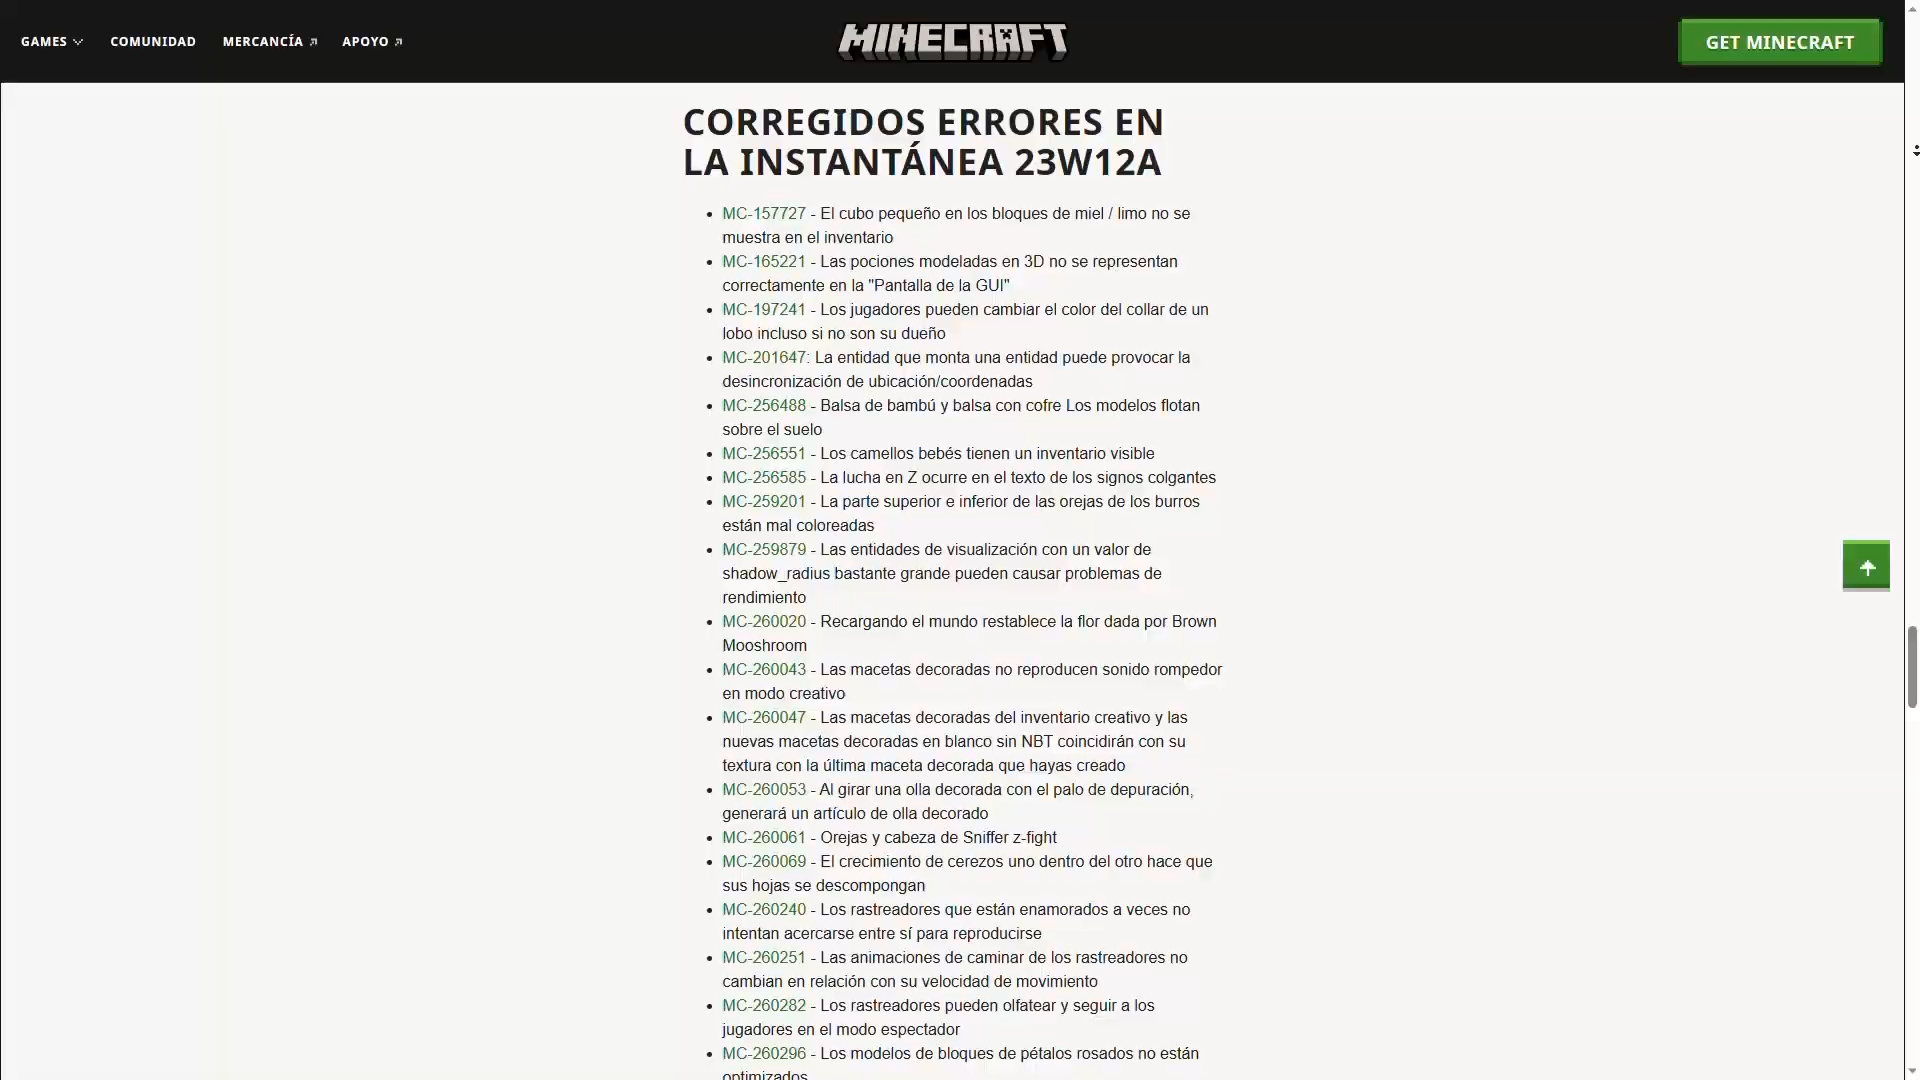 GAMES
COMUNIDAD
MERCANCÍA
APOYO
MINECRAFT
GET MINECRAFT
CORREGIDOS ERRORES EN
LA INSTANTÁNEA 23W12A
MC-157727 - El cubo pequeño en los bloques de miel / limo no se
muestra en el inventario
MC-165221 - Las pociones modeladas en 3D no se representan
correctamente en la "Pantalla de la GUI"
MC-197241 - Los jugadores pueden cambiar el color del collar de un
lobo incluso si no son su dueño
MC-201647: La entidad que monta una entidad puede provocar la
desincronización de ubicación/coordenadas
MC-256488 - Balsa de bambú y balsa con cofre Los modelos flotan
sobre el suelo
MC-256551 - Los camellos bebés tienen un inventario visible
MC-256585 - La lucha en Z ocurre en el texto de los signos colgantes
MC-259201 - La parte superior e inferior de las orejas de los burros
están mal coloreadas
MC-259879 - Las entidades de visualización con un valor de
shadow_radius bastante grande pueden causar problemas de
rendimiento
MC-260020 - Recargando el mundo restablece la flor dada por Brown
Mooshroom
MC-260043 - Las macetas decoradas no reproducen sonido rompedor
en modo creativo
MC-260047 - Las macetas decoradas del inventario creativo y las
nuevas macetas decoradas en blanco sin NBT coincidirán con su
textura con la última maceta decorada que hayas creado
MC-260053 - Al girar una olla decorada con el palo de depuración,
generará un artículo de olla decorado
MC-260061 - Orejas y cabeza de Sniffer z-fight
MC-260069 - El crecimiento de cerezos uno dentro del otro hace que
sus hojas se descompongan
MC-260240 - Los rastreadores que están enamorados a veces no
intentan acercarse entre sí para reproducirse
MC-260251 - Las animaciones de caminar de los rastreadores no
cambian en relación con su velocidad de movimiento
MC-260282 - Los rastreadores pueden olfatear y seguir a los
jugadores en el modo espectador
MC-260296 - Los modelos de bloques de pétalos rosados no están
optimizados